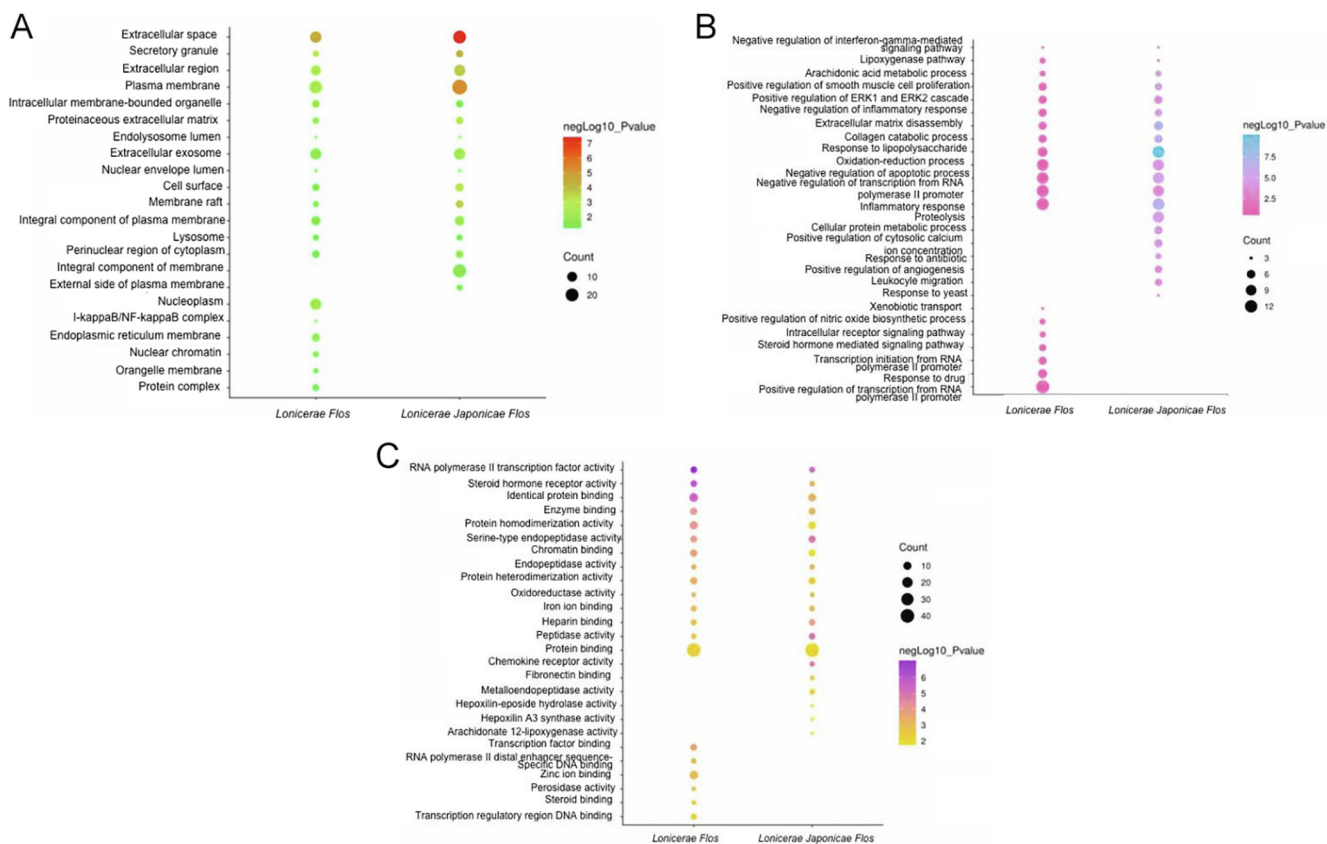 A
Extracellular space
Secretory granule
Extracellular region
Plasma membrane
Intracellular membrane-bounded organelle
Proteinaceous extracellular matrix
Endolysosome lumen
Extracellular exosome
Nuclear envelope lumen
Cell surface
Membrane raft
Integral component of plasma membrane
Lysosome
Perinuclear region of cytoplasm
Integral component of membrane
External side of plasma membrane
Nucleoplasm
I-kappaB/NF-kappaB complex
Endoplasmic reticulum membrane
Nuclear chromatin
Orangelle membrane
Protein complex
Lonicerae Flos
Lonicerae Japonicae Flos
negLog10_Pvalue
7
6
5
4
3
2
Count
10
20
B
Negative regulation of interferon-gamma-mediated
signaling pathway
Lipoxygenase pathway
Arachidonic acid metabolic process
Positive regulation of smooth muscle cell proliferation
Positive regulation of ERK1 and ERK2 cascade
Negative regulation of inflammatory response
Extracellular matrix disassembly
Collagen catabolic process
Response to lipopolysaccharide
Oxidation-reduction process
Negative regulation of apoptotic process
Negative regulation of transcription from RNA
polymerase II promoter
Inflammatory response
Proteolysis
Cellular protein metabolic process
Positive regulation of cytosolic calcium
ion concentration
Response to antibiotic
Positive regulation of angiogenesis
Leukocyte migration
Response to yeast
Xenobiotic transport
Positive regulation of nitric oxide biosynthetic process
Intracellular receptor signaling pathway
Steroid hormone mediated signaling pathway
Transcription initiation from RNA
polymerase II promoter
Response to drug
Positive regulation of transcription from RNA
polymerase II promoter
Lonicerae Flos
Lonicerae Japonicae Flos
negLog10_Pvalue
7.5
5.0
2.5
Count
3
6
9
12
C
RNA polymerase II transcription factor activity
Steroid hormone receptor activity
Identical protein binding
Enzyme binding
Protein homodimerization activity
Serine-type endopeptidase activity
Chromatin binding
Endopeptidase activity
Protein heterodimerization activity
Oxidoreductase activity
Iron ion binding
Heparin binding
Peptidase activity
Protein binding
Chemokine receptor activity
Fibronectin binding
Metalloendopeptidase activity
Hepoxilin-eposide hydrolase activity
Hepoxilin A3 synthase activity
Arachidonate 12-lipoxygenase activity
Transcription factor binding
RNA polymerase II distal enhancer sequence-
Specific DNA binding
Zinc ion binding
Perosidase activity
Steroid binding
Transcription regulatory region DNA binding
Lonicerae Flos
Lonicerae Japonicae Flos
Count
10
20
30
40
negLog10_Pvalue
6
5
4
3
2